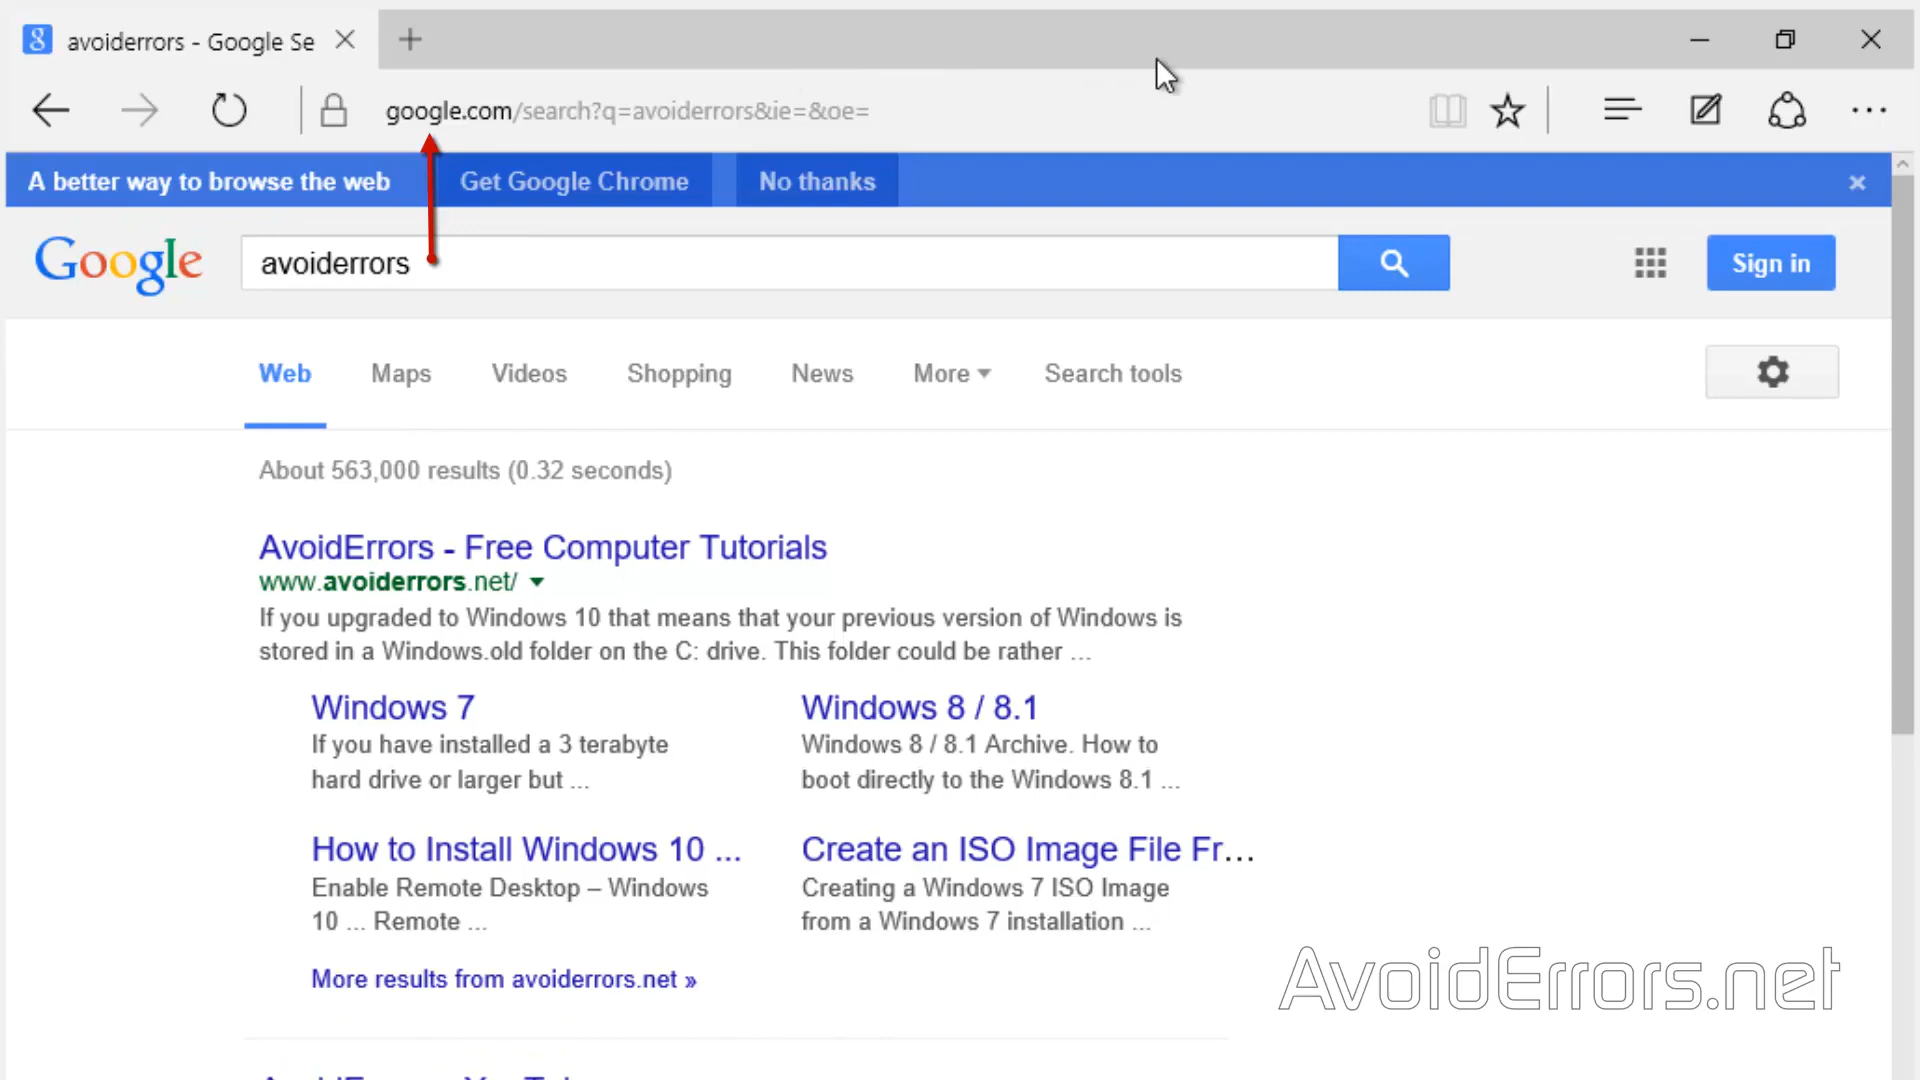 avoiderrors - Google Se
google.com/search?q=avoiderrors&ie=&oe=
A better way to browse the web Get Google Chrome No thanks
Google avoiderrors Sign in
Web Maps Videos Shopping News More Search tools
About 563,000 results (0.32 seconds)
AvoidErrors - Free Computer Tutorials
www.avoiderrors.net/
If you upgraded to Windows 10 that means that your previous version of Windows is
stored in a Windows.old folder on the C: drive. This folder could be rather ...
Windows 7
If you have installed a 3 terabyte
hard drive or larger but ...
Windows 8 / 8.1
Windows 8 / 8.1 Archive. How to
boot directly to the Windows 8.1 ...
How to Install Windows 10 ...
Enable Remote Desktop – Windows
10 ... Remote ...
Create an ISO Image File Fr...
Creating a Windows 7 ISO Image
from a Windows 7 installation ...
More results from avoiderrors.net »
AvoidErrors.net